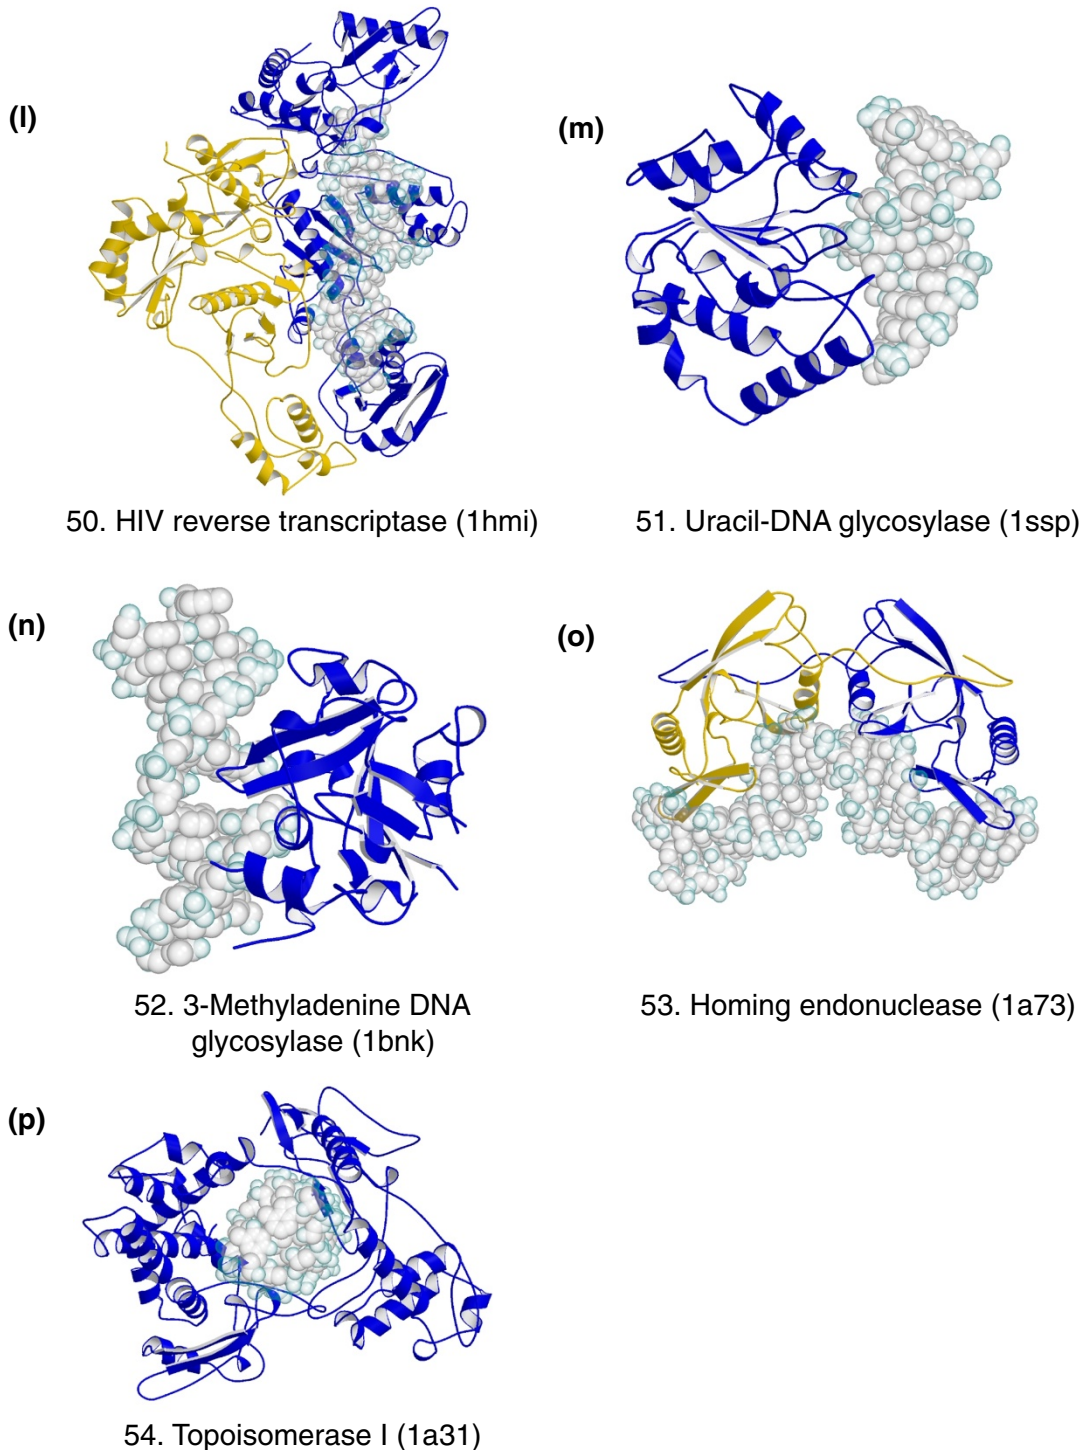 (l)
(m)
50. HIV reverse transcriptase (1hmi)
51. Uracil-DNA glycosylase (1ssp)
(n)
(o)
52. 3-Methyladenine DNA
glycosylase (1bnk)
53. Homing endonuclease (1a73)
(p)
54. Topoisomerase I (1a31)